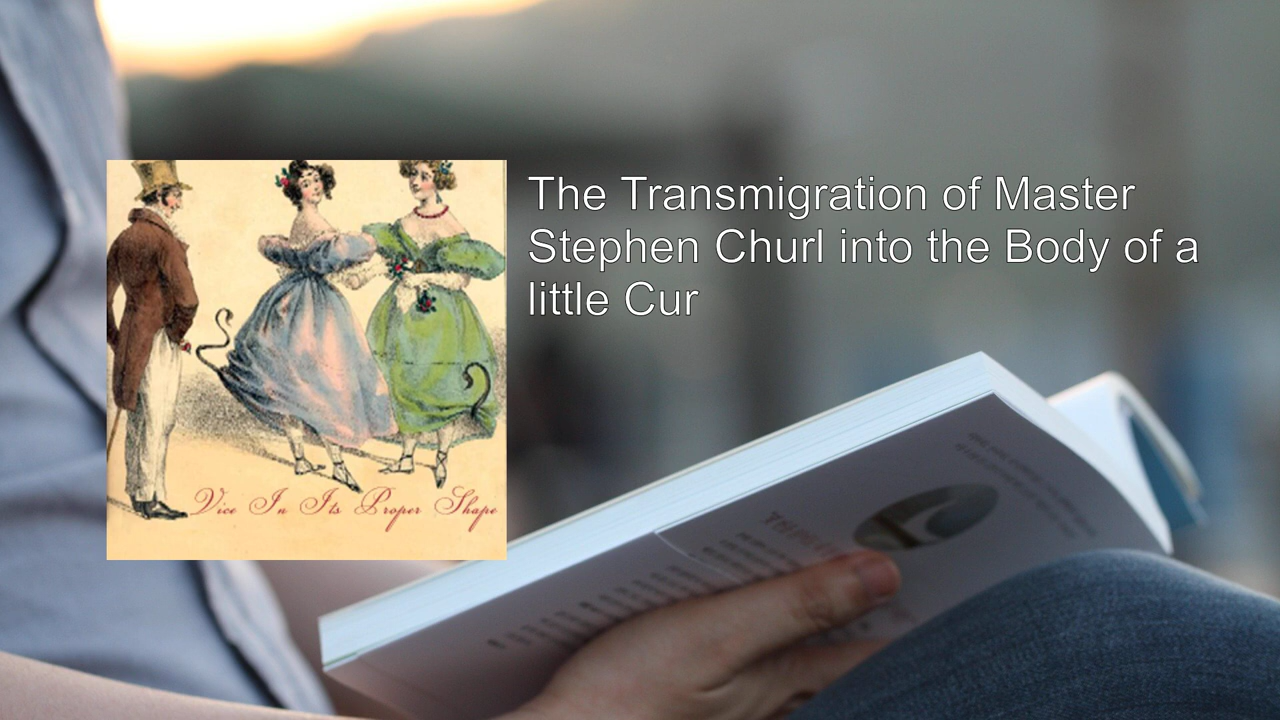 The Transmigration of Master
Stephen Churl into the Body of a
little Cur
Vice In Its Proper Shape